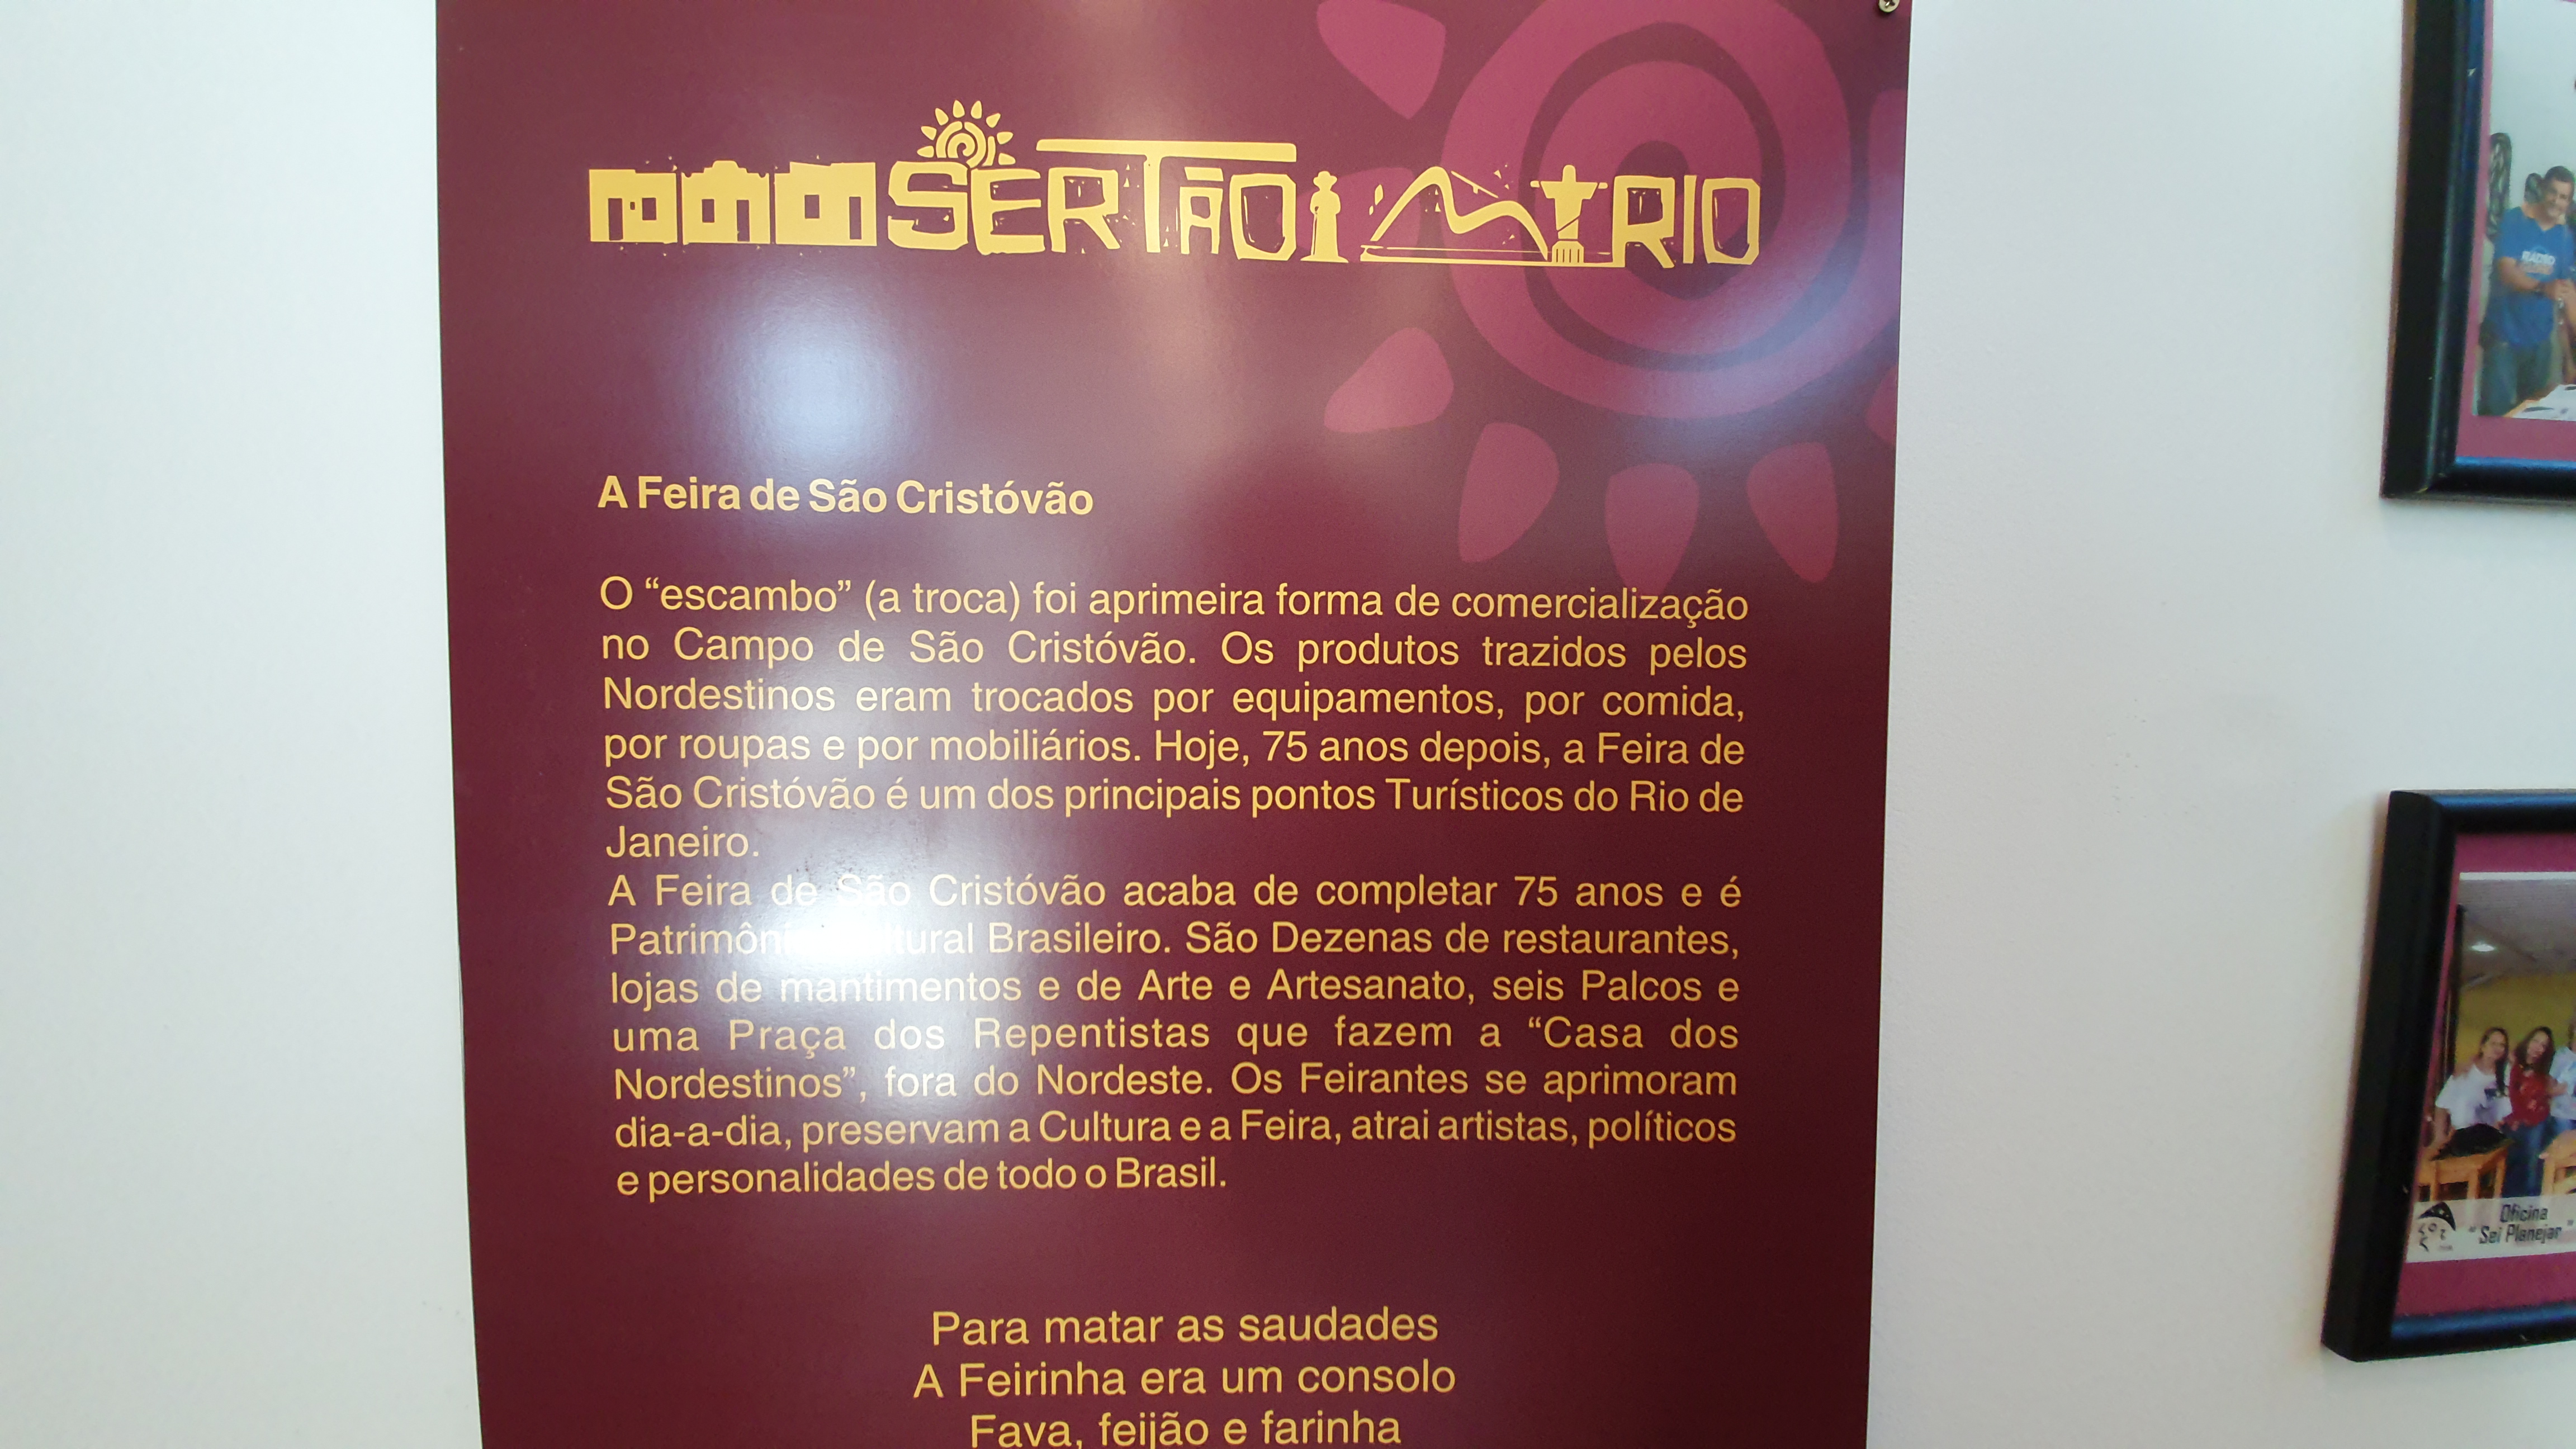 SERTÃO RIO
A Feira de São Cristóvão
O “escambo” (a troca) foi aprimeira forma de comercialização
no Campo de São Cristóvão. Os produtos trazidos pelos
Nordestinos eram trocados por equipamentos, por comida,
por roupas e por mobiliários. Hoje, 75 anos depois, a Feira de
São Cristóvão é um dos principais pontos Turísticos do Rio de
Janeiro.
A Feira de São Cristóvão acaba de completar 75 anos e é
Brasileiro. São Dezenas de restaurantes,
lojas de mantimentos e de Arte e Artesanato, seis Palcos e
uma Praça dos Repentistas que fazem a “Casa dos
Nordestinos”, fora do Nordeste. Os Feirantes se aprimoram
dia-a-dia, preservam a Cultura e a Feira, atrai artistas, políticos
e personalidades de todo o Brasil.
Para matar as saudades
A Feirinha era um consolo
Fava, feijão e farinha
Oficina
“Sei Planejar”